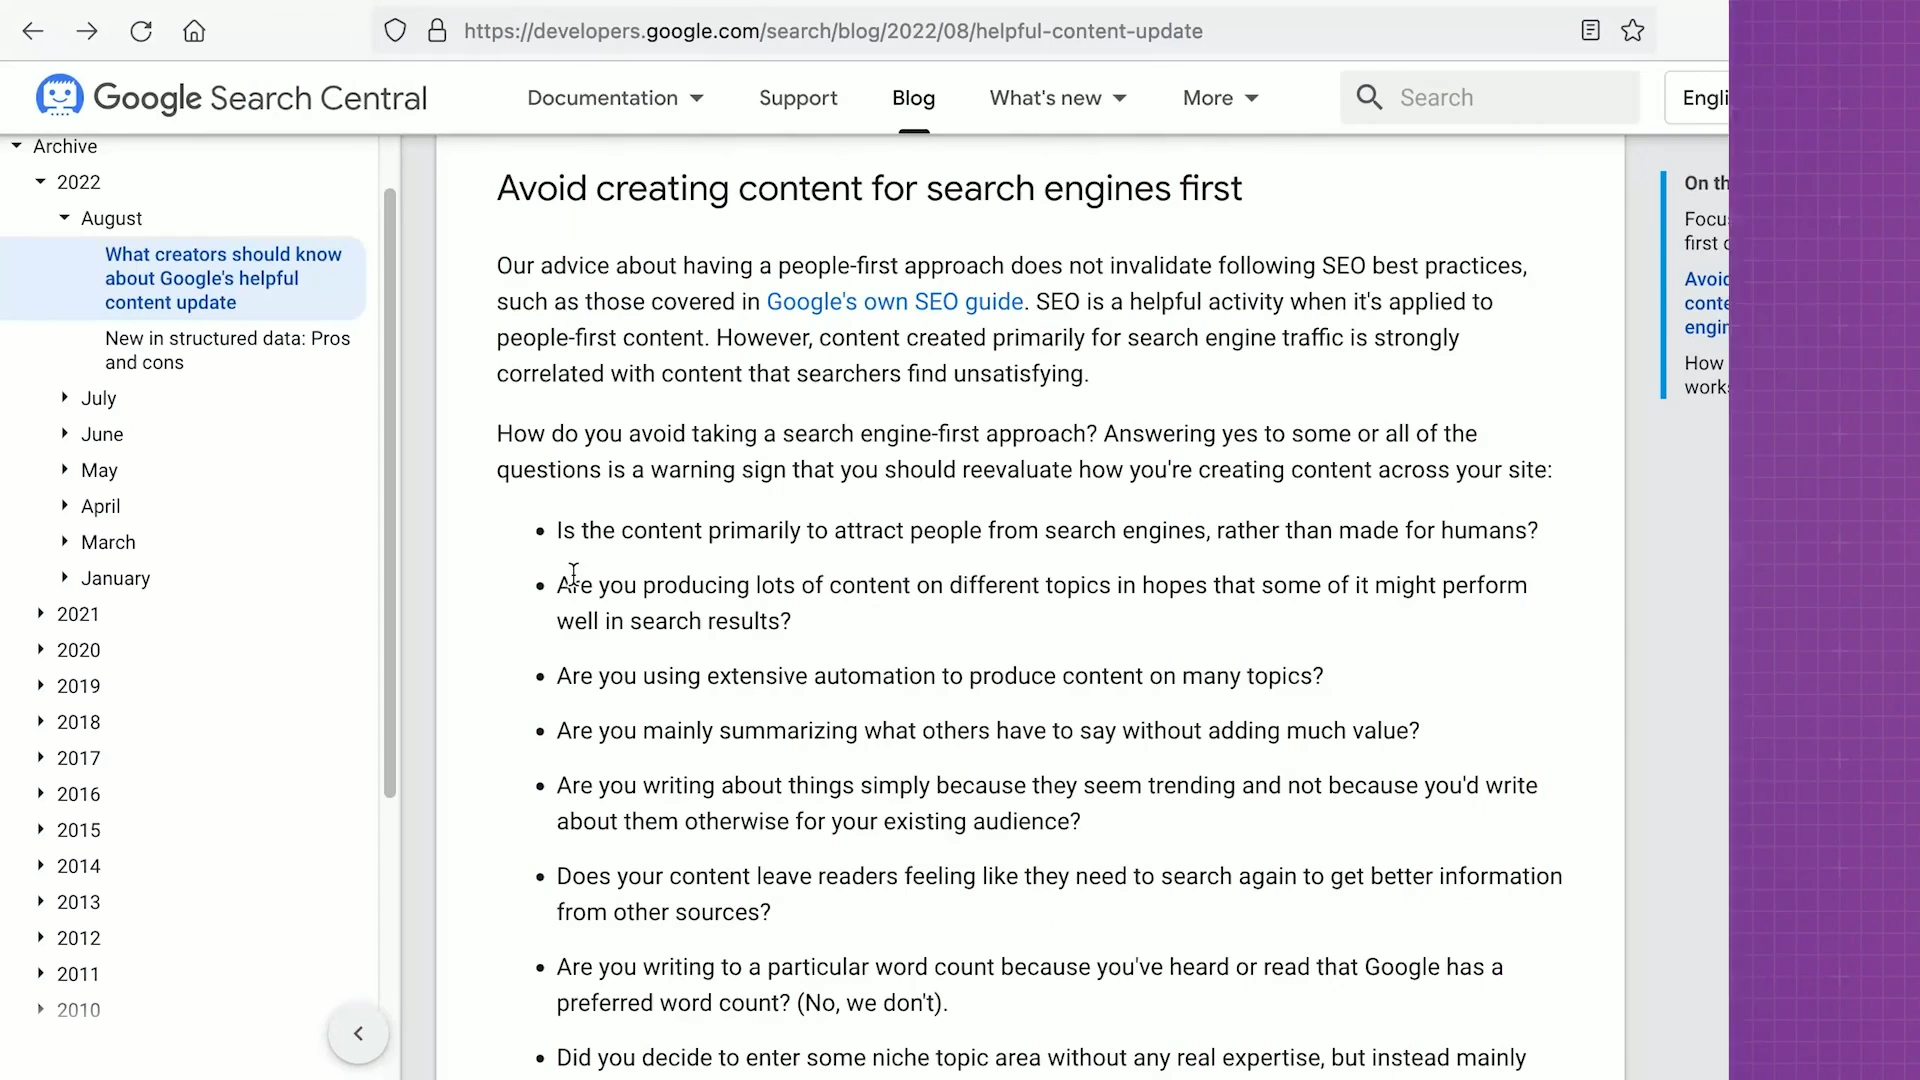 https://developers.google.com/search/blog/2022/08/helpful-content-update
Google Search Central
Documentation
Support
Blog
What's new
More
Search
Engli
Archive
2022
August
What creators should know
about Google's helpful
content update
New in structured data: Pros
and cons
July
June
May
April
March
January
2021
2020
2019
2018
2017
2016
2015
2014
2013
2012
2011
2010
Avoid creating content for search engines first
Our advice about having a people-first approach does not invalidate following SEO best practices,
such as those covered in Google's own SEO guide. SEO is a helpful activity when it's applied to
people-first content. However, content created primarily for search engine traffic is strongly
correlated with content that searchers find unsatisfying.
How do you avoid taking a search engine-first approach? Answering yes to some or all of the
questions is a warning sign that you should reevaluate how you're creating content across your site:
• Is the content primarily to attract people from search engines, rather than made for humans?
• Are you producing lots of content on different topics in hopes that some of it might perform
well in search results?
• Are you using extensive automation to produce content on many topics?
• Are you mainly summarizing what others have to say without adding much value?
• Are you writing about things simply because they seem trending and not because you'd write
about them otherwise for your existing audience?
• Does your content leave readers feeling like they need to search again to get better information
from other sources?
• Are you writing to a particular word count because you've heard or read that Google has a
preferred word count? (No, we don't).
• Did you decide to enter some niche topic area without any real expertise, but instead mainly
On th
Focu
first
Avoid
conte
engin
How
work